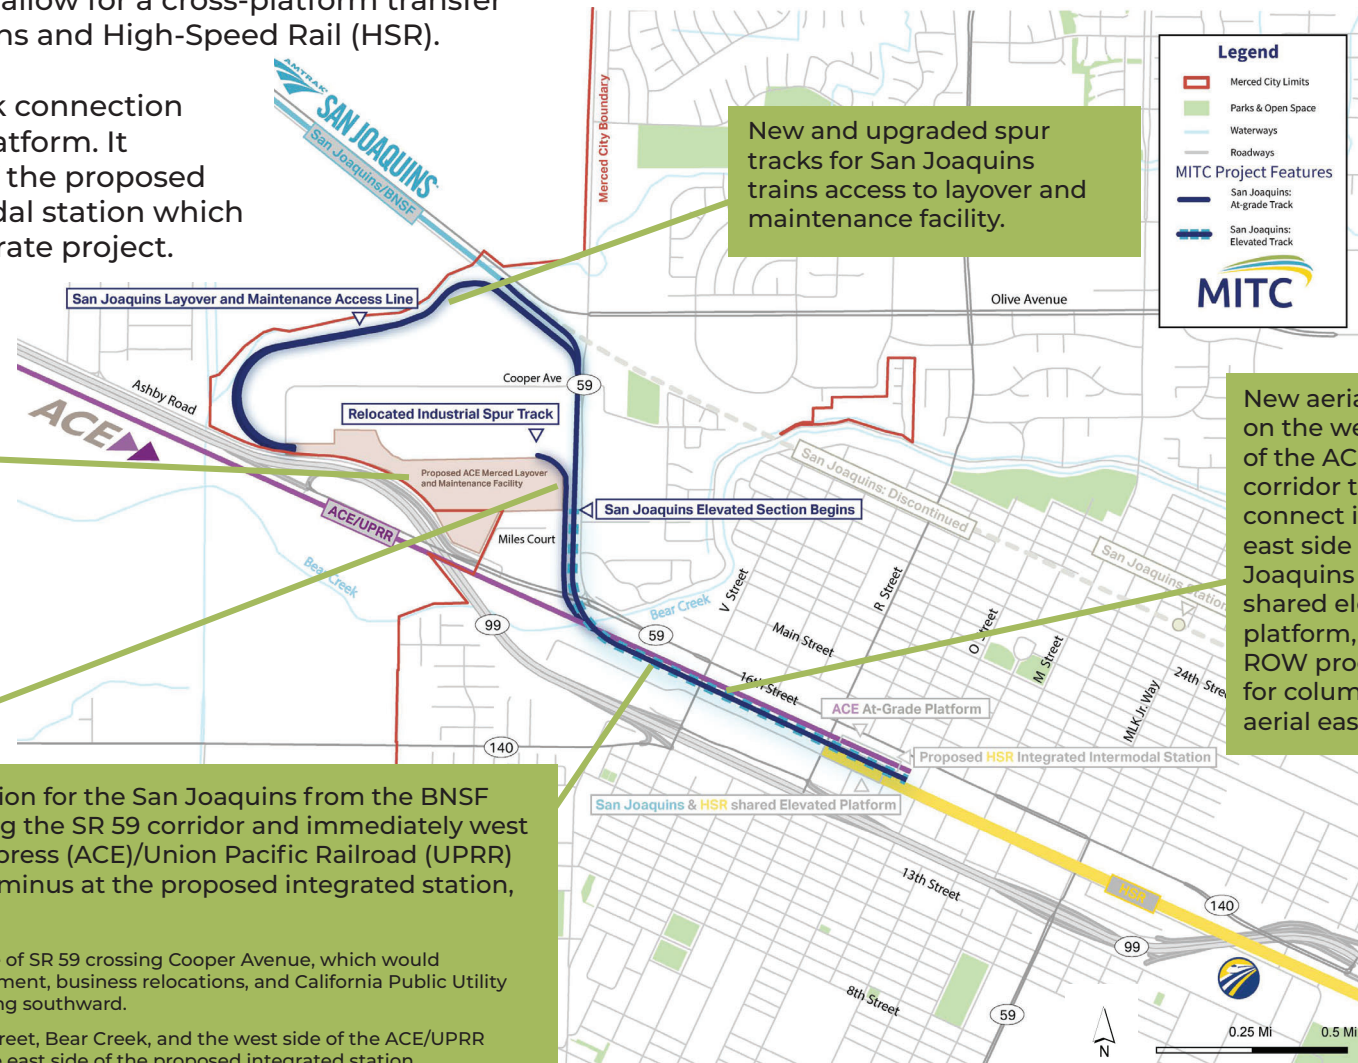 allow for a cross-platform transfer
ns and High-Speed Rail (HSR).
k connection
atform. It
the proposed
dal station which
rate project.
AMTRAK
SAN JOAQUINS
San Joaquins/BNSF
Merced City Boundary
New and upgraded spur
tracks for San Joaquins
trains access to layover and
maintenance facility.
Legend
Merced City Limits
Parks & Open Space
Waterways
Roadways
MITC Project Features
San Joaquins:
At-grade Track
San Joaquins:
Elevated Track
MITC
Olive Avenue
San Joaquins Layover and Maintenance Access Line
Ashby Road
ACE
Cooper Ave
59
Relocated Industrial Spur Track
Proposed ACE Merced Layover
and Maintenance Facility
San Joaquins Elevated Section Begins
ACE/UPRR
Miles Court
Bear Creek
Bear Creek
99
59
San Joaquins: Discontinued
San Joaquins Station
New aeria
on the we
of the AC
corridor t
connect i
east side
Joaquins
shared ele
platform,
ROW pro
for colum
aerial eas
V Street
R Street
Main Street
O Street
M Street
16th Street
24th Stre
MLK Jr. Way
140
ACE At-Grade Platform
Proposed HSR Integrated Intermodal Station
San Joaquins & HSR shared Elevated Platform
tion for the San Joaquins from the BNSF
g the SR 59 corridor and immediately west
press (ACE)/Union Pacific Railroad (UPRR)
minus at the proposed integrated station,
of SR 59 crossing Cooper Avenue, which would
ment, business relocations, and California Public Utility
ng southward.
treet, Bear Creek, and the west side of the ACE/UPRR
east side of the proposed integrated station
13th Street
HSR
140
99
8th Street
59
N
0.25 Mi
0.5 Mi